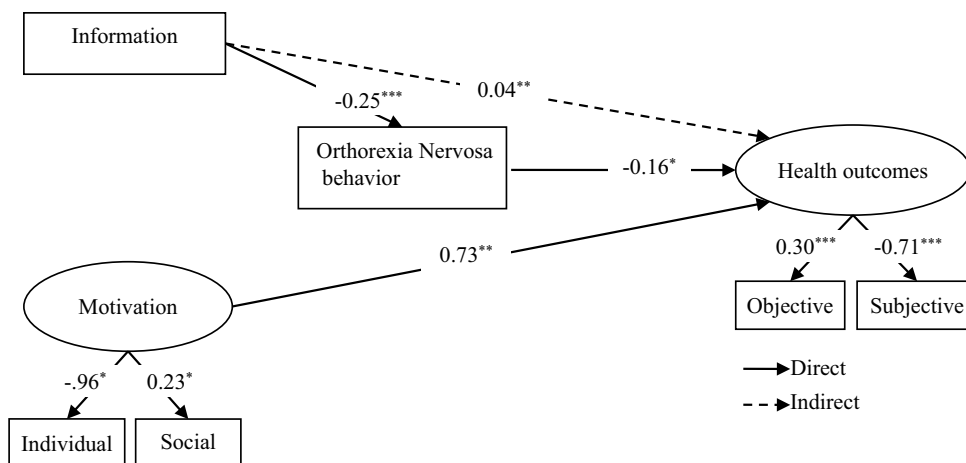 Information
0.04**
-0.25***
Orthorexia Nervosa
behavior
-0.16*
Health outcomes
0.73**
0.30***
-0.71***
Motivation
Objective
Subjective
-.96*
0.23*
Direct
Indirect
Individual
Social